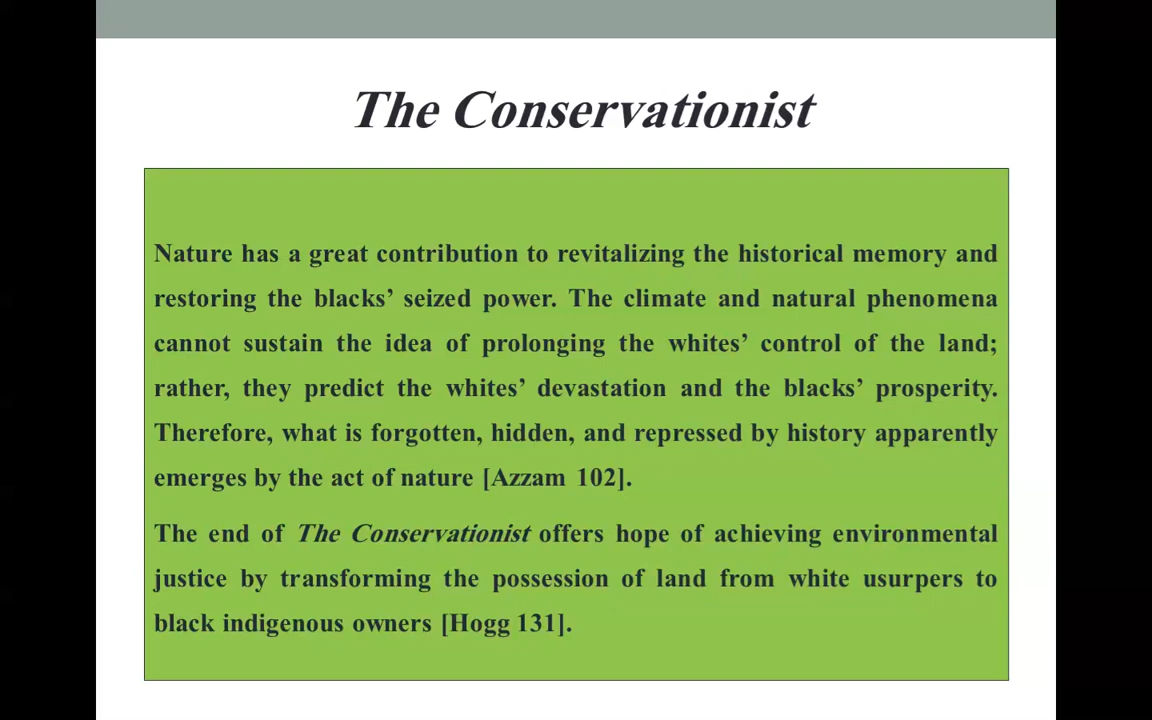 The Conservationist
Nature has a great contribution to revitalizing the historical memory and
restoring the blacks’ seized power. The climate and natural phenomena
cannot sustain the idea of prolonging the whites’ control of the land;
rather, they predict the whites’ devastation and the blacks’ prosperity.
Therefore, what is forgotten, hidden, and repressed by history apparently
emerges by the act of nature [Azzam 102].
The end of The Conservationist offers hope of achieving environmental
justice by transforming the possession of land from white usurpers to
black indigenous owners [Hogg 131].